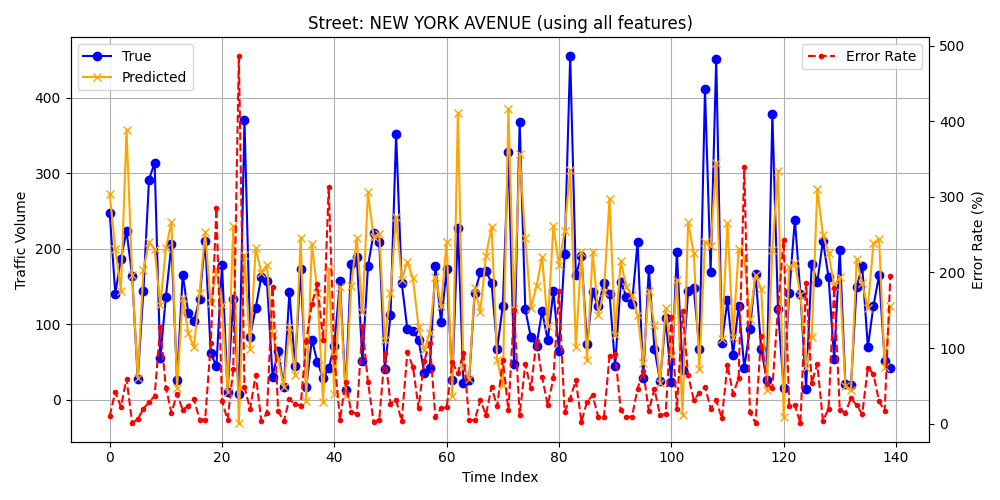 Street: NEW YORK AVENUE (using all features)
True
Predicted
Error Rate
Traffic Volume
400
300
200
100
0
500
400
300
200
100
0
Error Rate (%)
0 20 40 60 80 100 120 140
Time Index